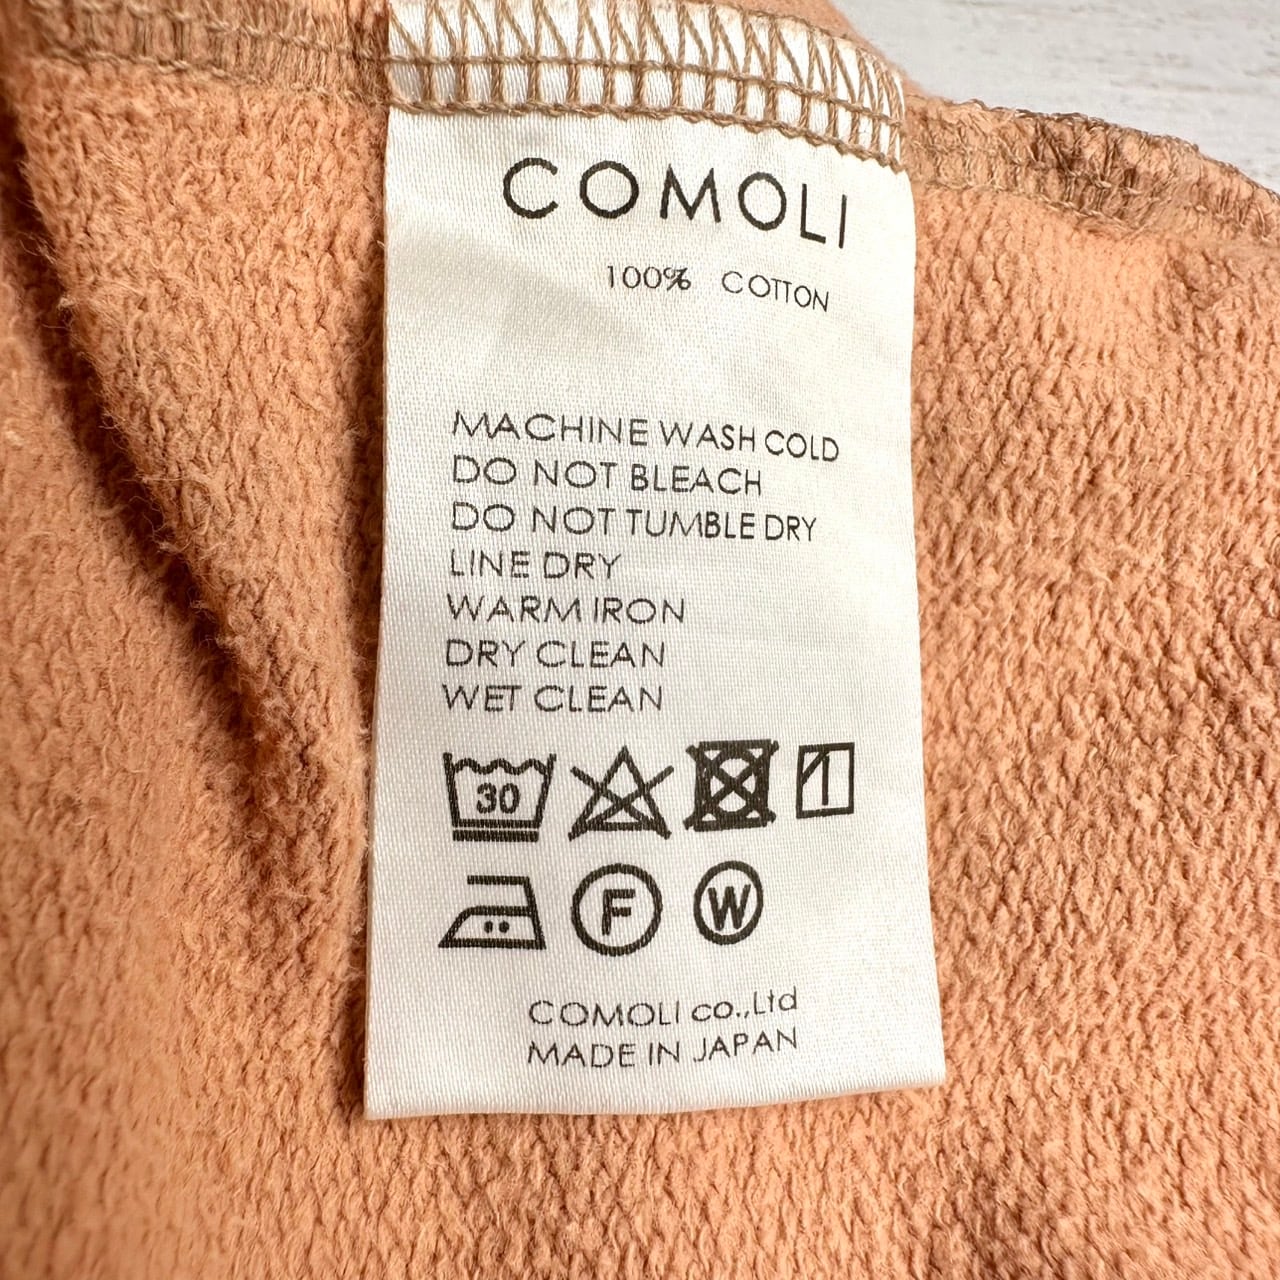 COMOLI
100% COTTON
MACHINE WASH COLD
DO NOT BLEACH
DO NOT TUMBLE DRY
LINE DRY
WARM IRON
DRY CLEAN
WET CLEAN
30
F W
COMOLI co.,Ltd
MADE IN JAPAN